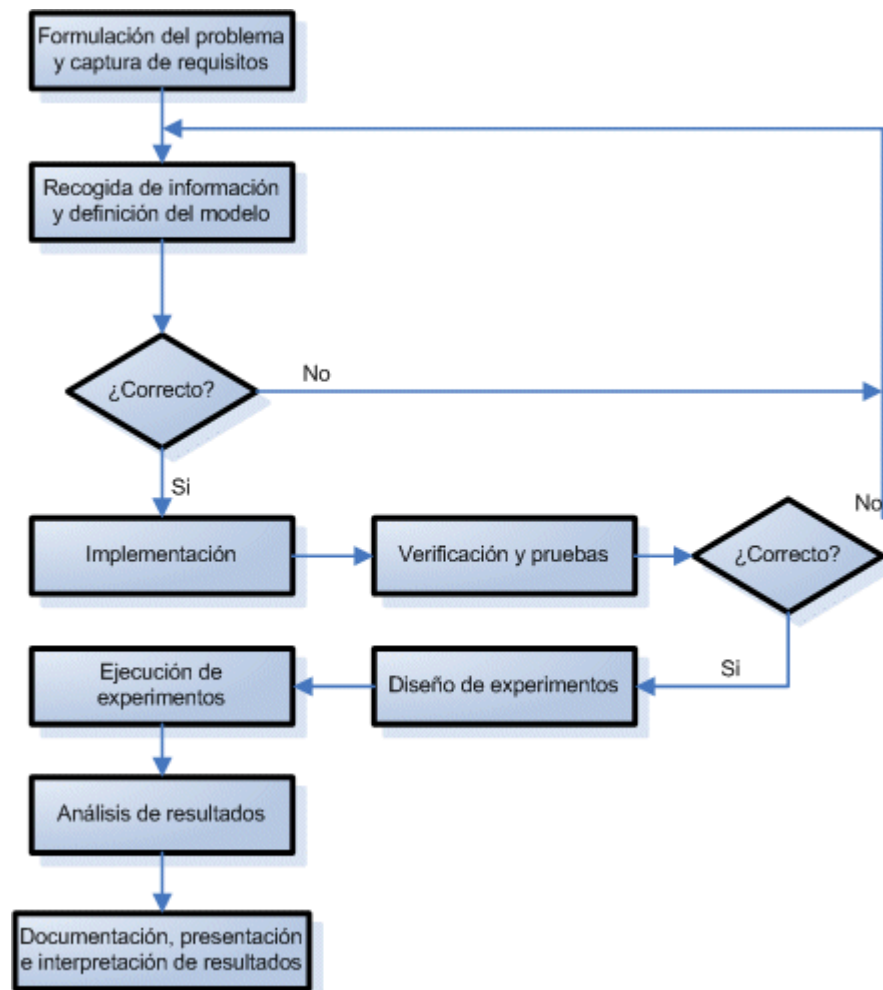 Formulación del problema
y captura de requisitos
Recogida de información
y definición del modelo
¿Correcto?
No
Si
Implementación
Verificación y pruebas
¿Correcto?
No
Si
Diseño de experimentos
Ejecución de
experimentos
Análisis de resultados
Documentación, presentación
e interpretación de resultados